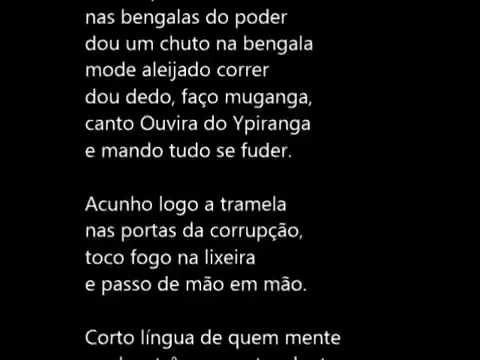 nas bengalas do poder
dou um chuto na bengala
mode aleijado correr
dou dedo, faço muganga,
canto Ouvira do Ypiranga
e mando tudo se fuder.
Acunho logo a tramela
nas portas da corrupção,
toco fogo na lixeira
e passo de mão em mão.
Corto língua de quem mente